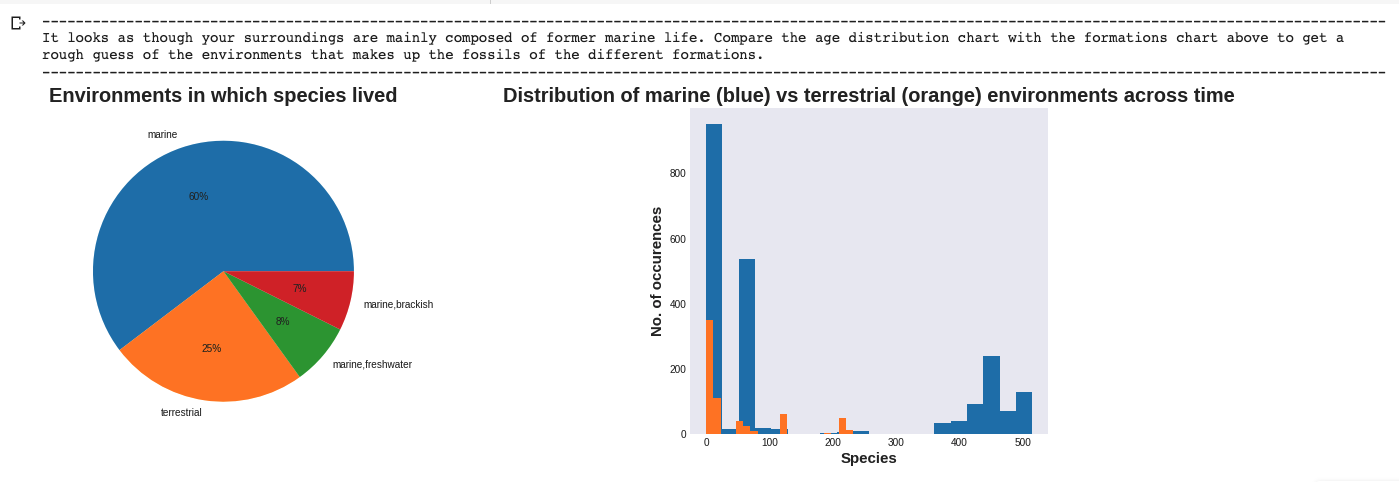 --------------------------------------------------------------------------------
It looks as though your surroundings are mainly composed of former marine life. Compare the age distribution chart with the formations chart above to get a
rough guess of the environments that makes up the fossils of the different formations.
--------------------------------------------------------------------------------
Environments in which species lived
marine
60%
7%
marine,brackish
8%
25%
marine,freshwater
terrestrial
Distribution of marine (blue) vs terrestrial (orange) environments across time
No. of occurences
800
600
400
200
0
0 100 200 300 400 500
Species